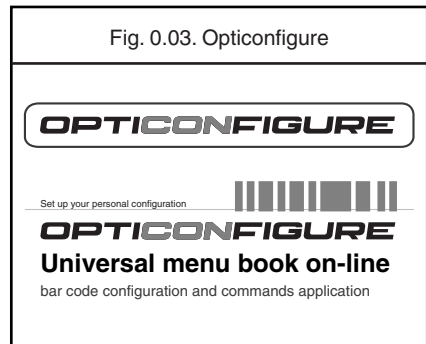 Fig. 0.03. Opticonfigure
OPTICONFIGURE
Set up your personal configuration
OPTICONFIGURE
Universal menu book on-line
bar code configuration and commands application